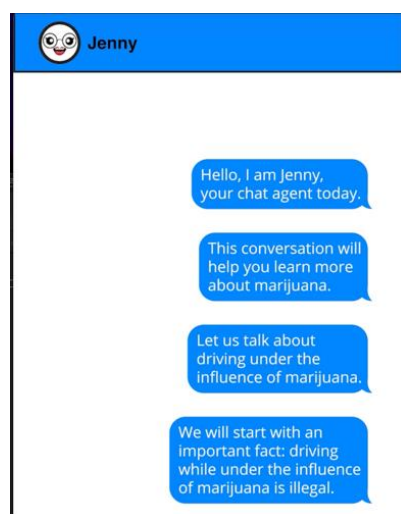 Jenny
Hello, I am Jenny,
your chat agent today.
This conversation will
help you learn more
about marijuana.
Let us talk about
driving under the
influence of marijuana.
We will start with an
important fact: driving
while under the influence
of marijuana is illegal.